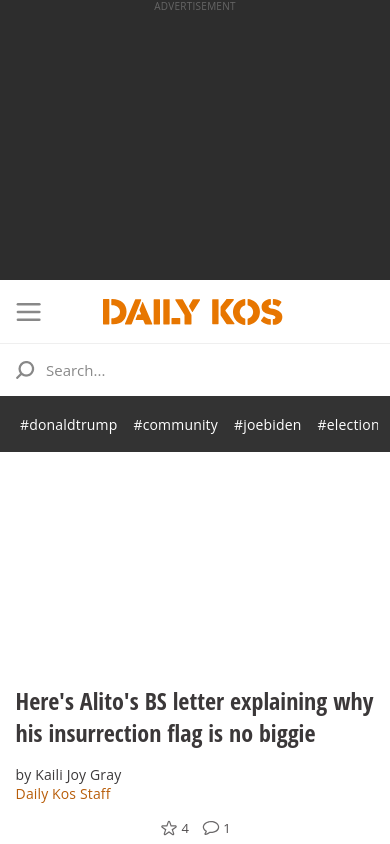 ADVERTISEMENT
DAILY KOS
Search...
#donaldtrump #community #joebiden #election
Here's Alito's BS letter explaining why
his insurrection flag is no biggie
by Kaili Joy Gray
Daily Kos Staff
4 1